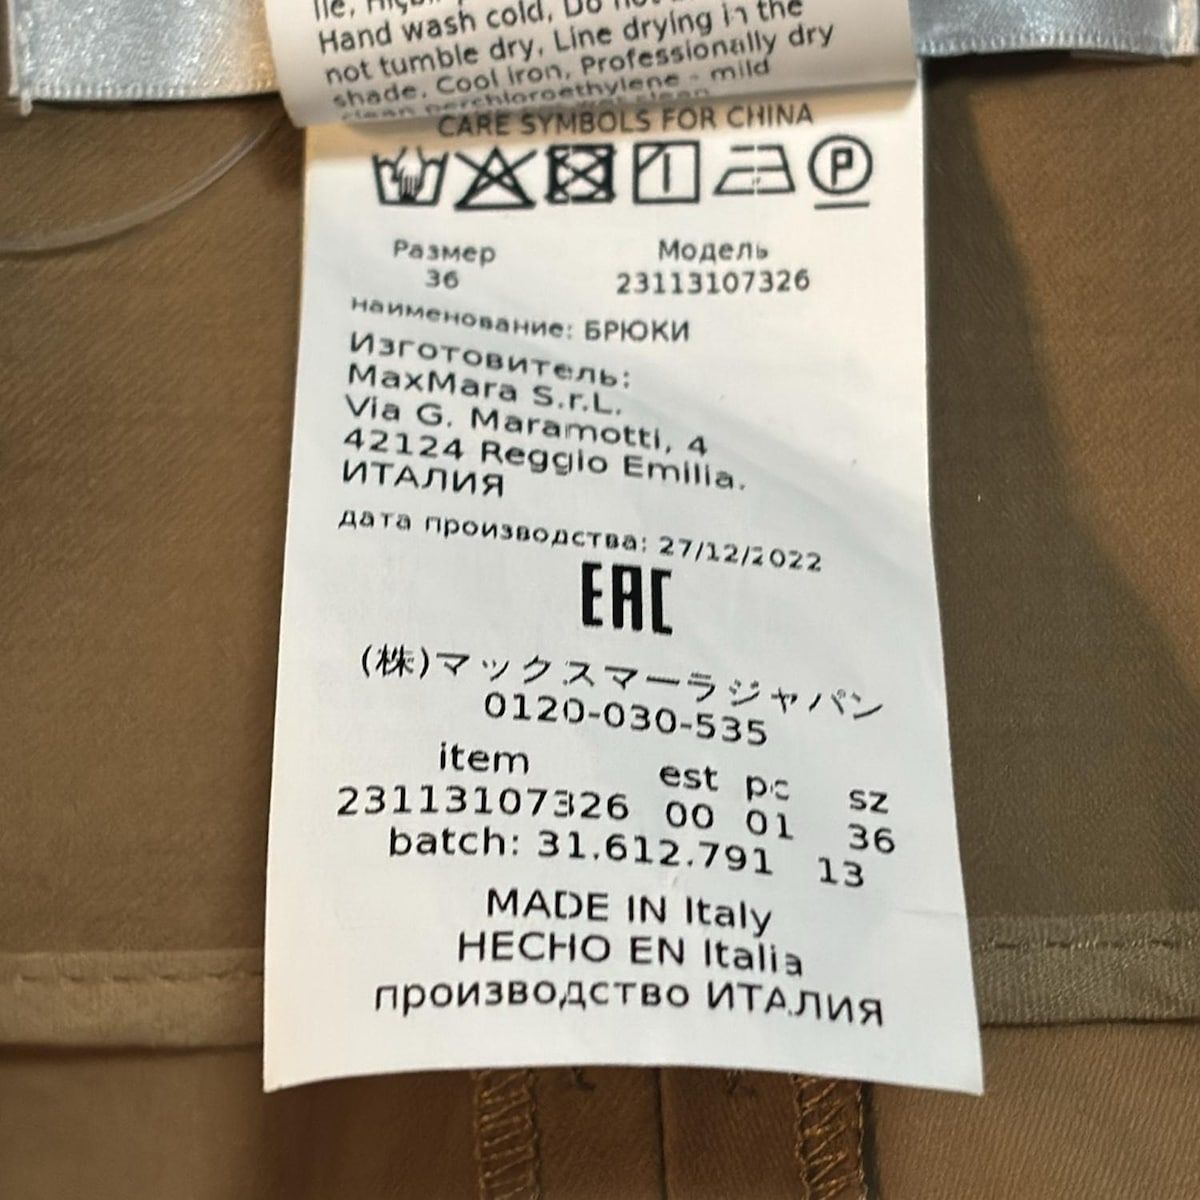 Hand wash cold, Do not
not tumble dry, Line drying in the
shade, Cool iron, Professionally dry
clean perchloroethylene - mild
CARE SYMBOLS FOR CHINA
P
Размер Модель
36 23113107326
наименование: БРЮКИ
Изготовитель:
MaxMara S.r.L.
Via G. Maramotti, 4
42124 Reggio Emilia.
ИТАЛИЯ
дата производства: 27/12/2022
EAC
(株)マックスマーラジャパン
0120-030-535
item est pc sz
23113107326 00 01 36
batch: 31.612.791 13
MADE IN Italy
HECHO EN Italia
производство ИТАЛИЯ